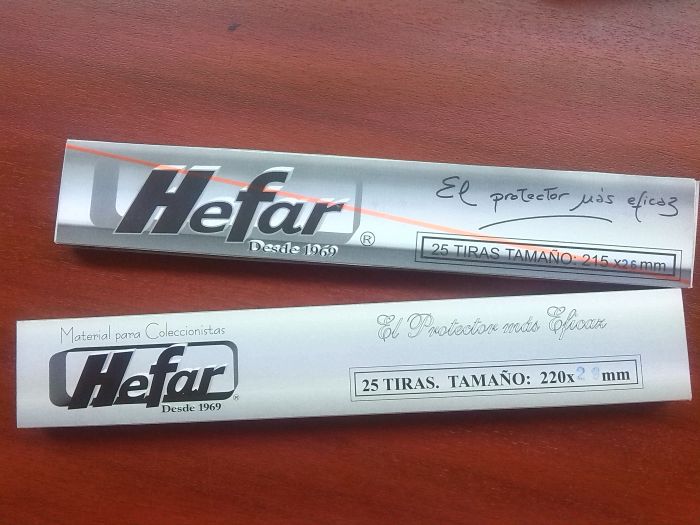 Hefar
Desde 1969
®
El protector más eficaz
25 TIRAS TAMAÑO: 215 x26 mm
Material para Coleccionistas
Hefar
®
Desde 1969
El Protector más Eficaz
25 TIRAS. TAMAÑO: 220x mm